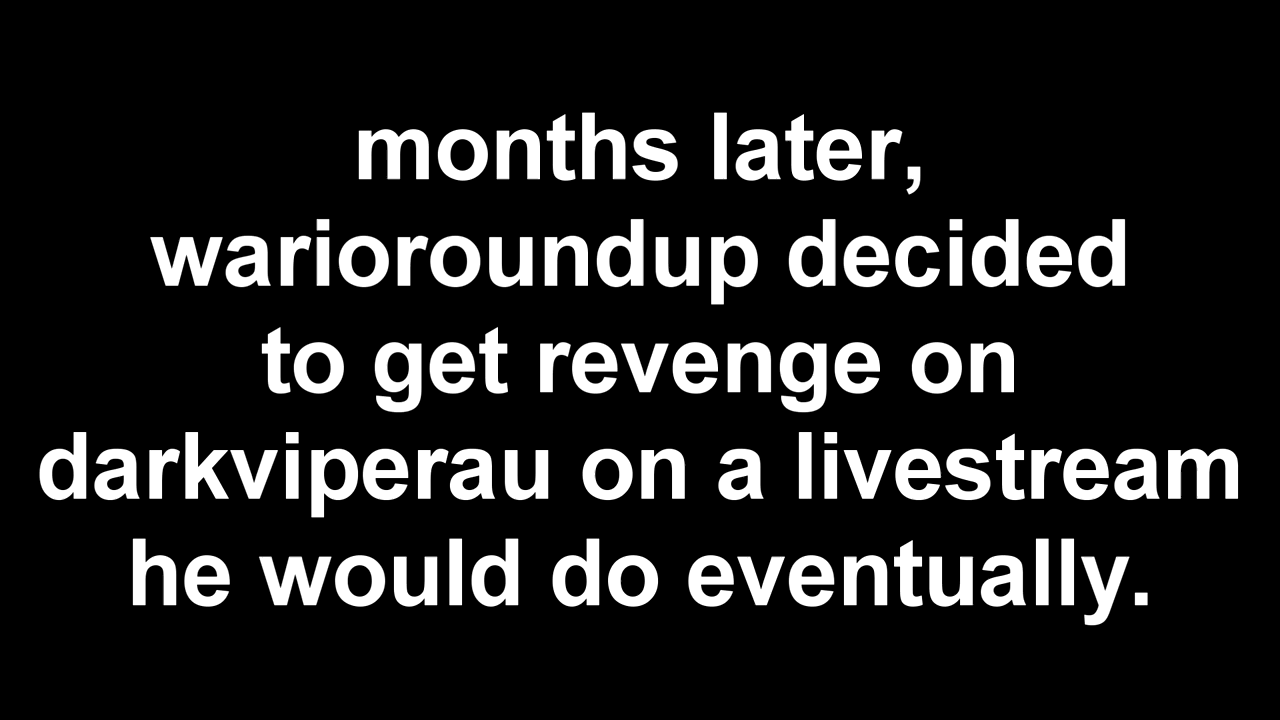 months later,
warioroundup decided
to get revenge on
darkviperau on a livestream
he would do eventually.